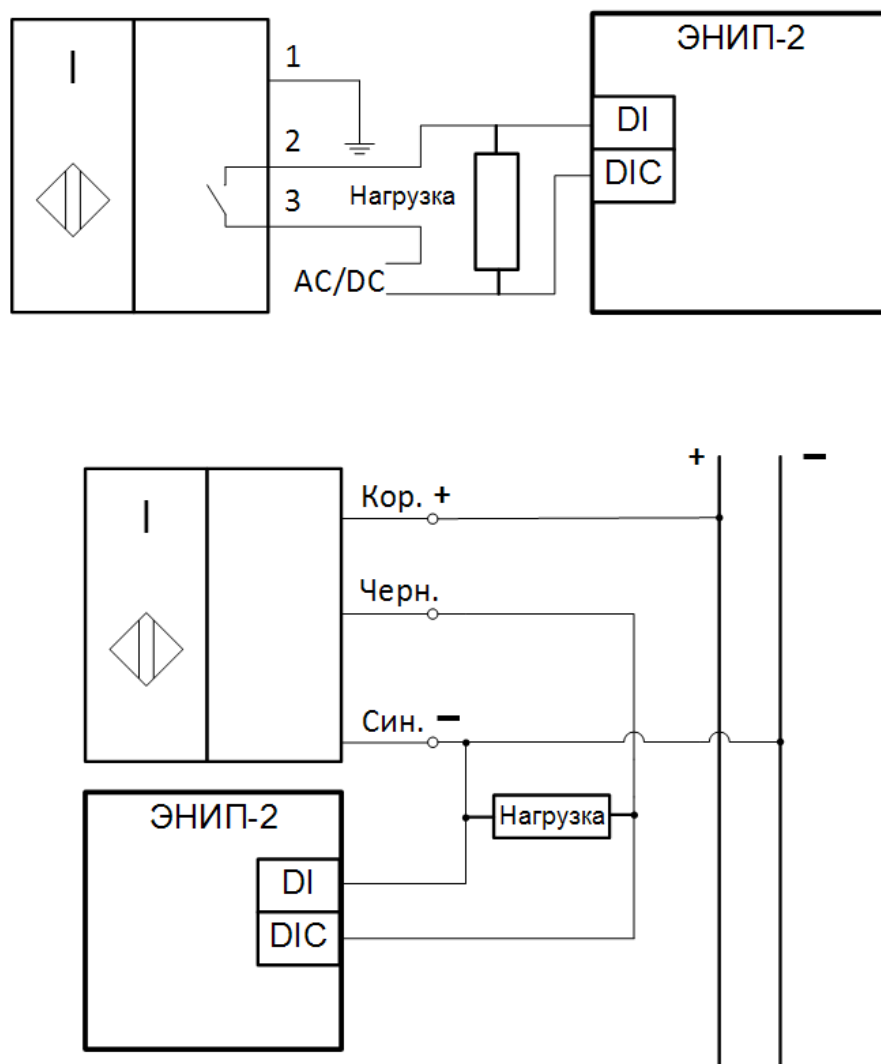 I
1
2
3
Нагрузка
AC/DC
ЭНИП-2
DI
DIC
+ −
I
Кор. +
Черн.
Син. −
Нагрузка
ЭНИП-2
DI
DIC